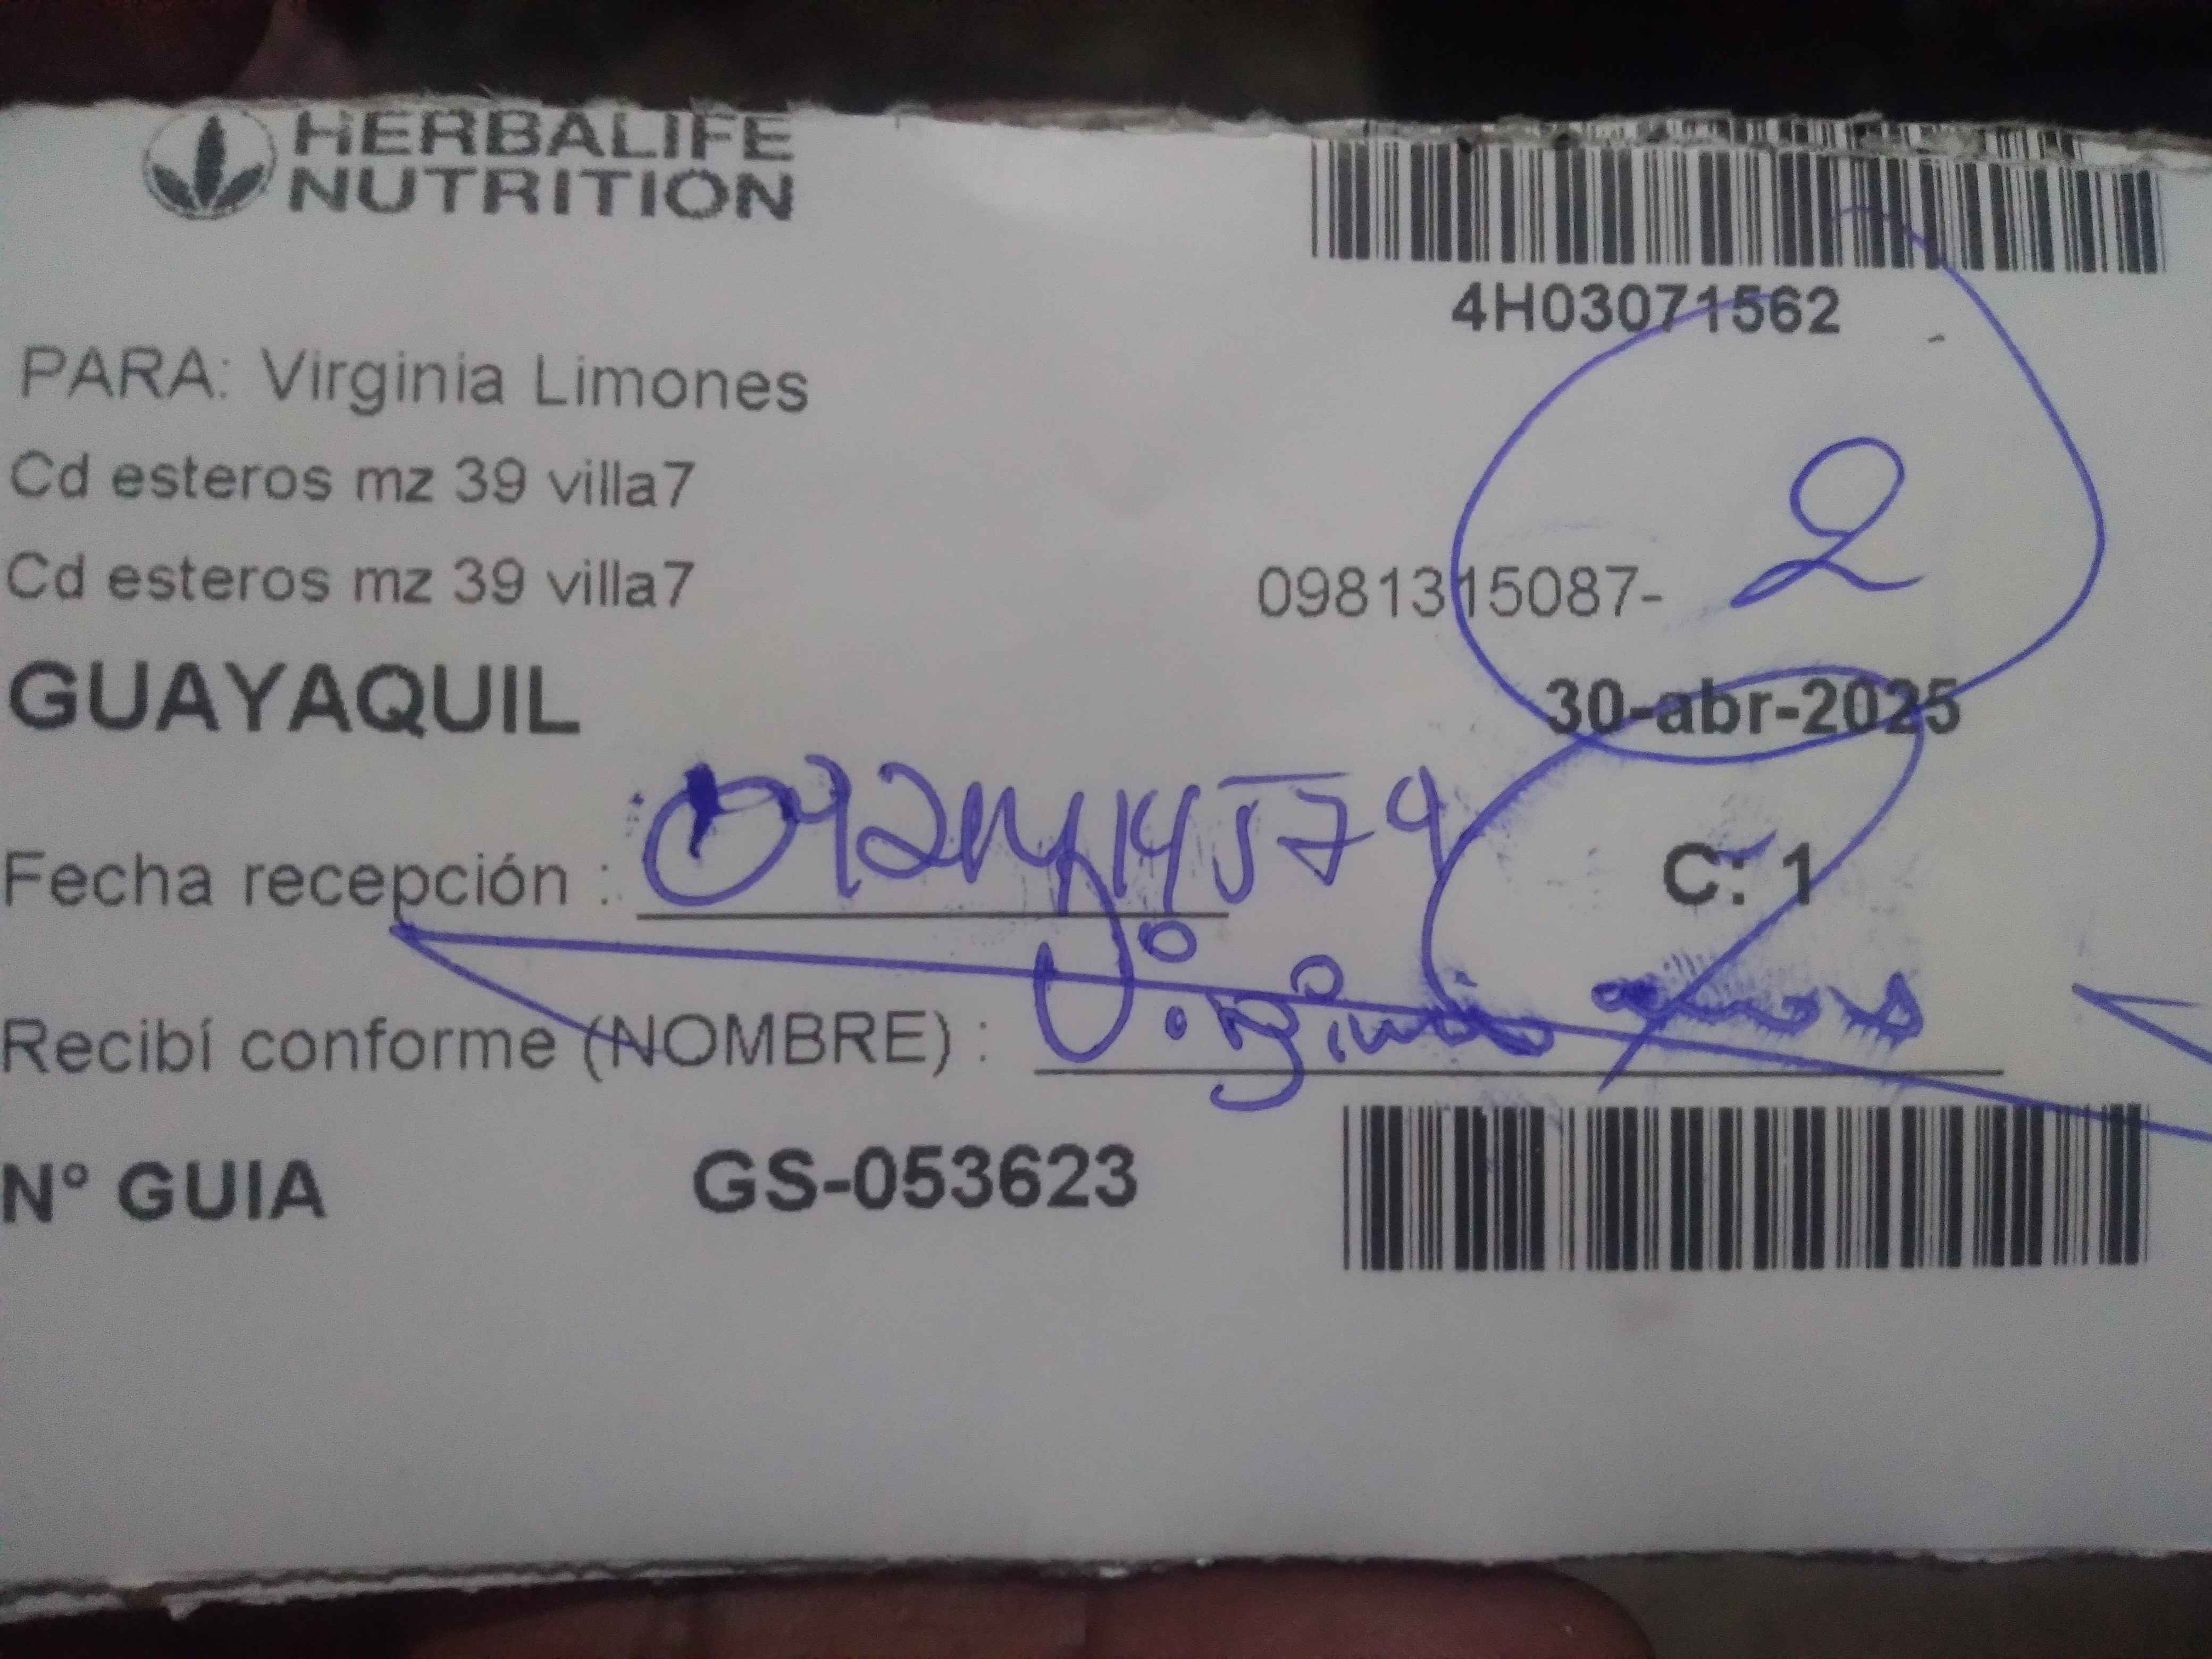 HERBALIFE
NUTRITION
4H03071562
PARA: Virginia Limones
Cd esteros mz 39 villa7
2
Cd esteros mz 39 villa7 0981315087-
GUAYAQUIL 30-abr-2025
C: 1
Fecha recepción :
Recibí conforme (NOMBRE) : Virginia
N° GUIA GS-053623